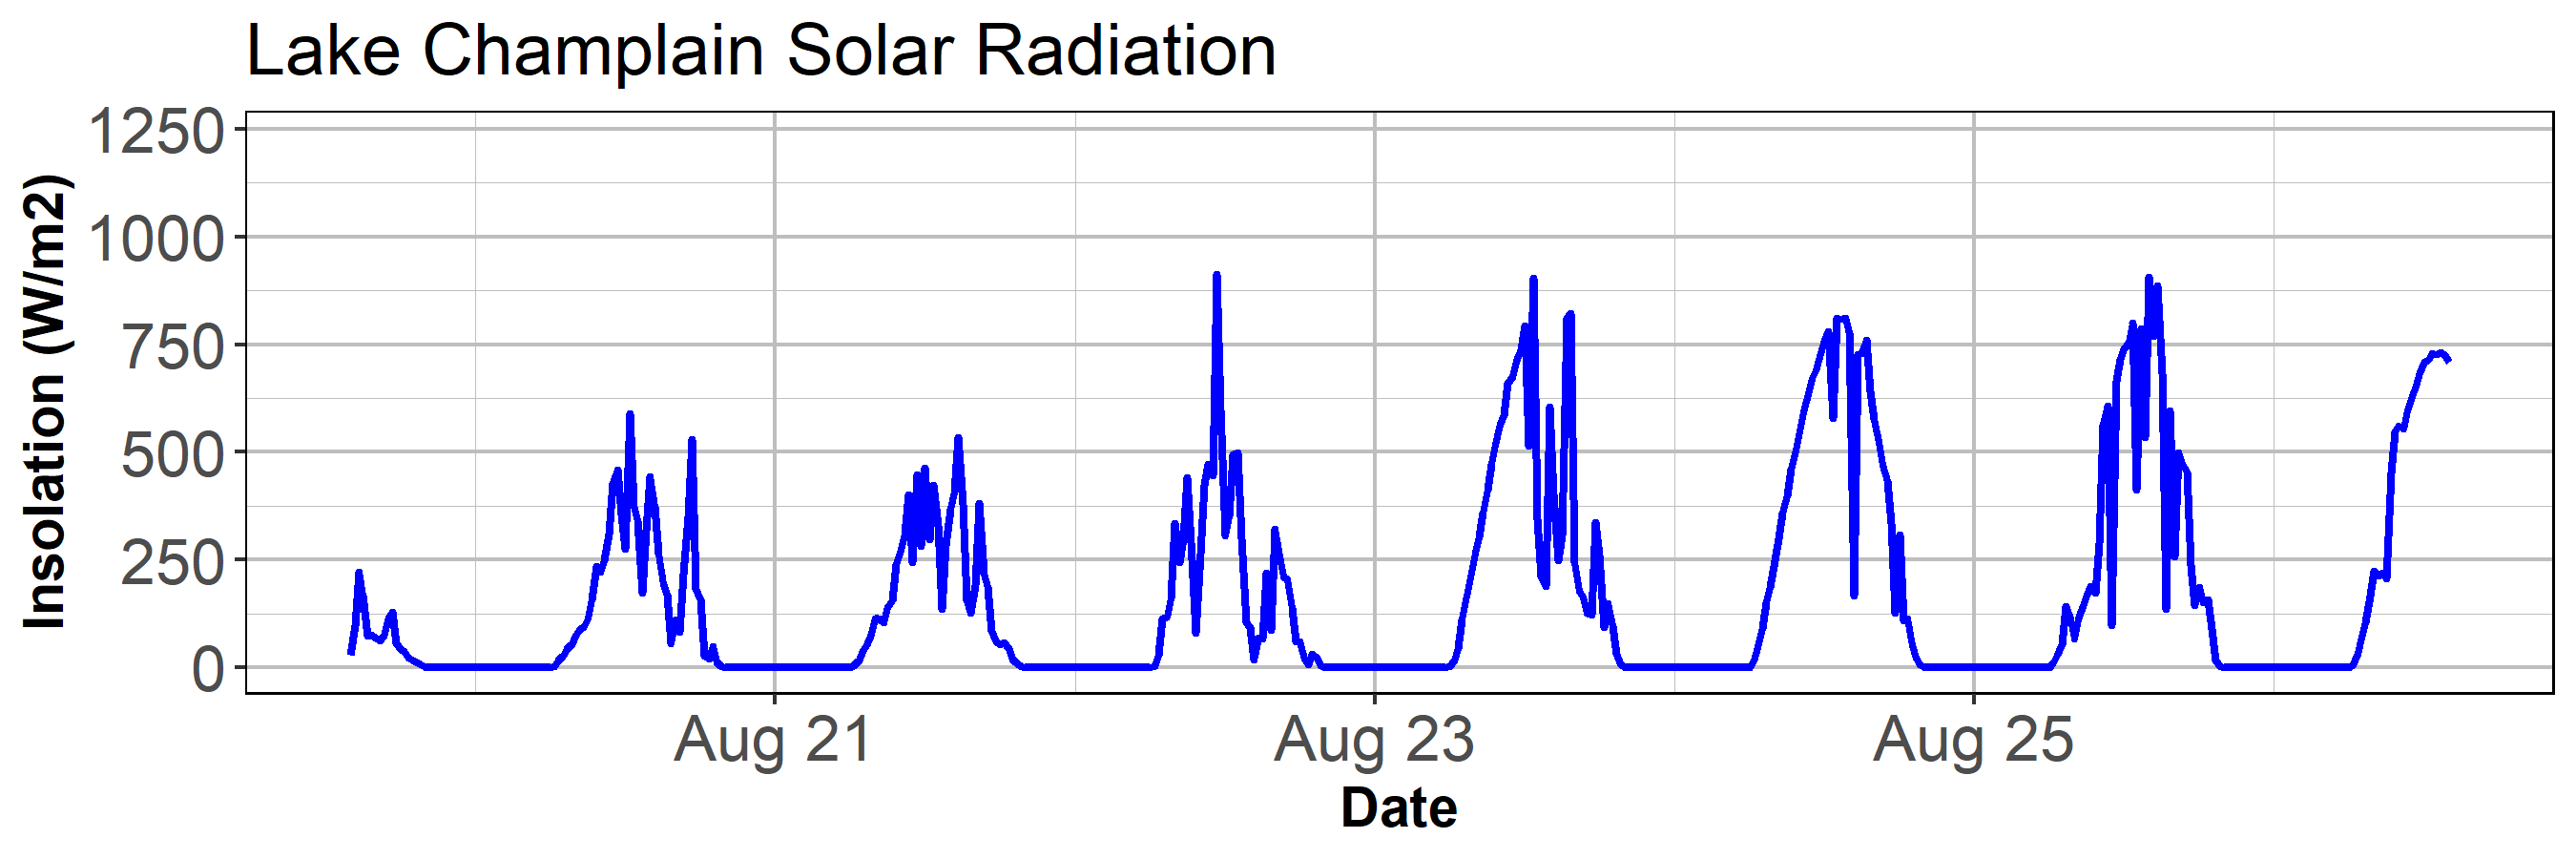 Lake Champlain Solar Radiation
Insolation (W/m2)
1250
1000
750
500
250
0
Aug 21 Aug 23 Aug 25
Date